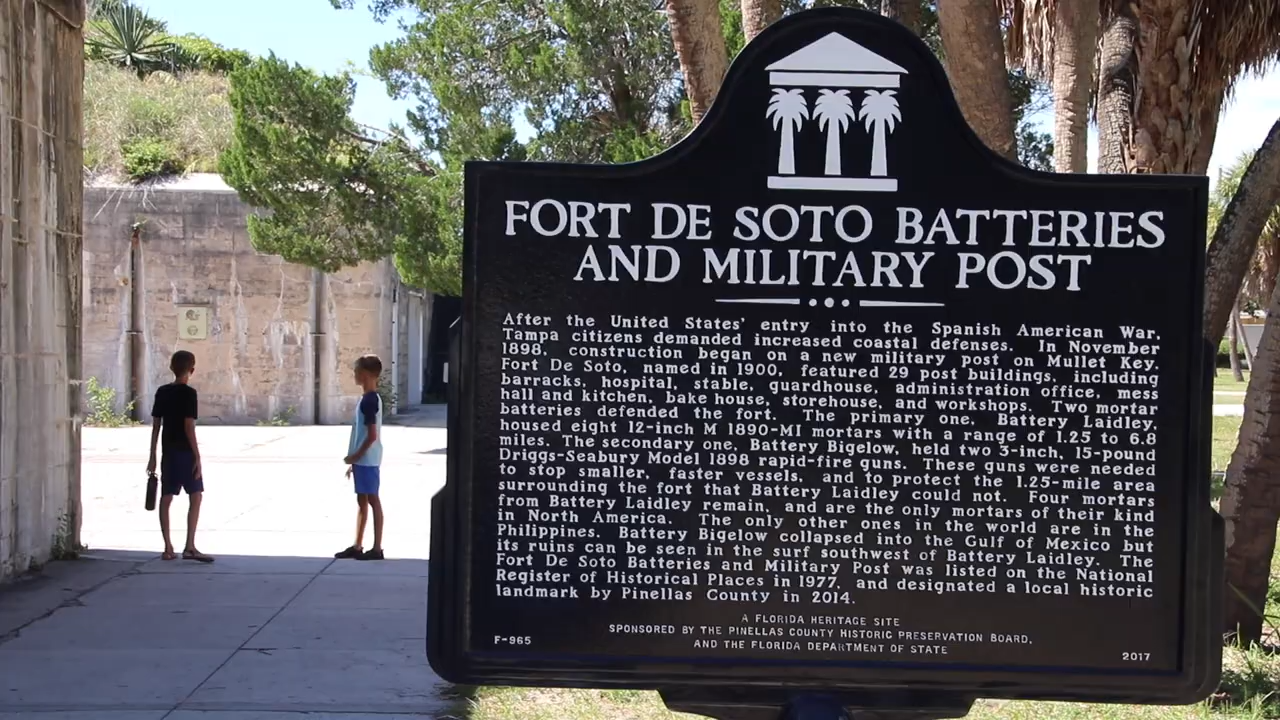 FORT DE SOTO BATTERIES
AND MILITARY POST
After the United States' entry into the Spanish American War,
Tampa citizens demanded increased coastal defenses. In November
1898, construction began on a new military post on Mullet Key.
Fort De Soto, named in 1900, featured 29 post buildings, including
barracks, hospital, stable, guardhouse, administration office, mess
hall and kitchen, bake house, storehouse, and workshops. Two mortar
batteries defended the fort. The primary one, Battery Laidley,
housed eight 12-inch M 1890-MI mortars with a range of 1.25 to 6.8
miles. The secondary one, Battery Bigelow, held two 3-inch, 15-pound
Driggs-Seabury Model 1898 rapid-fire guns. These guns were needed
to stop smaller, faster vessels, and to protect the 1.25-mile area
surrounding the fort that Battery Laidley could not. Four mortars
from Battery Laidley remain, and are the only mortars of their kind
in North America. The only other ones in the world are in the
Philippines. Battery Bigelow collapsed into the Gulf of Mexico but
its ruins can be seen in the surf southwest of Battery Laidley. The
Fort De Soto Batteries and Military Post was listed on the National
Register of Historical Places in 1977, and designated a local historic
landmark by Pinellas County in 2014.
A FLORIDA HERITAGE SITE
SPONSORED BY THE PINELLAS COUNTY HISTORIC PRESERVATION BOARD,
AND THE FLORIDA DEPARTMENT OF STATE
F-965
2017